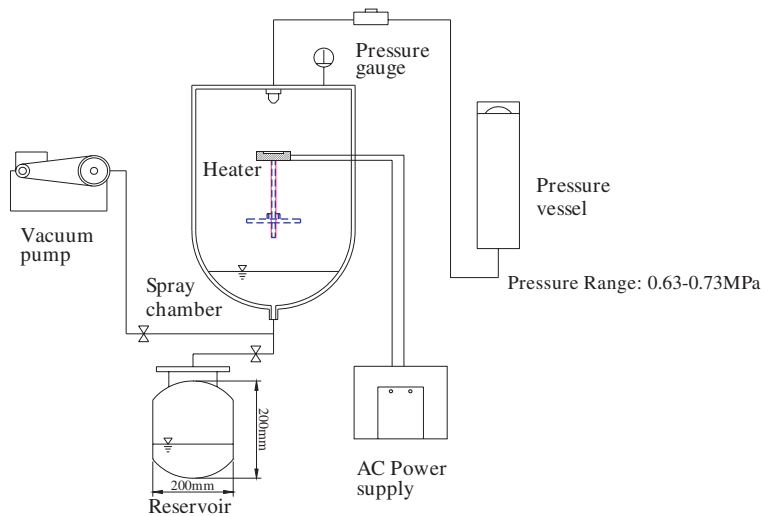 Pressure
gauge
Heater
Pressure
vessel
Vacuum
pump
Pressure Range: 0.63-0.73MPa
Spray
chamber
200mm
200mm
Reservoir
AC Power
supply